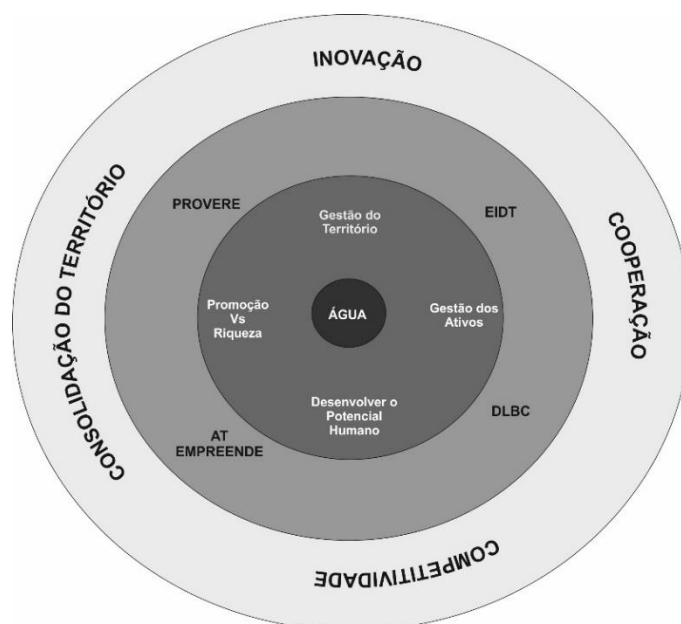 INOVAÇÃO
CONSOLIDAÇÃO DO TERRITÓRIO
COOPERAÇÃO
COMPETITIVIDADE
PROVERE
EIDT
AT
EMPREENDE
DLBC
Gestão do
Território
Promoção
Vs
Riqueza
Gestão dos
Ativos
Desenvolver o
Potencial
Humano
ÁGUA